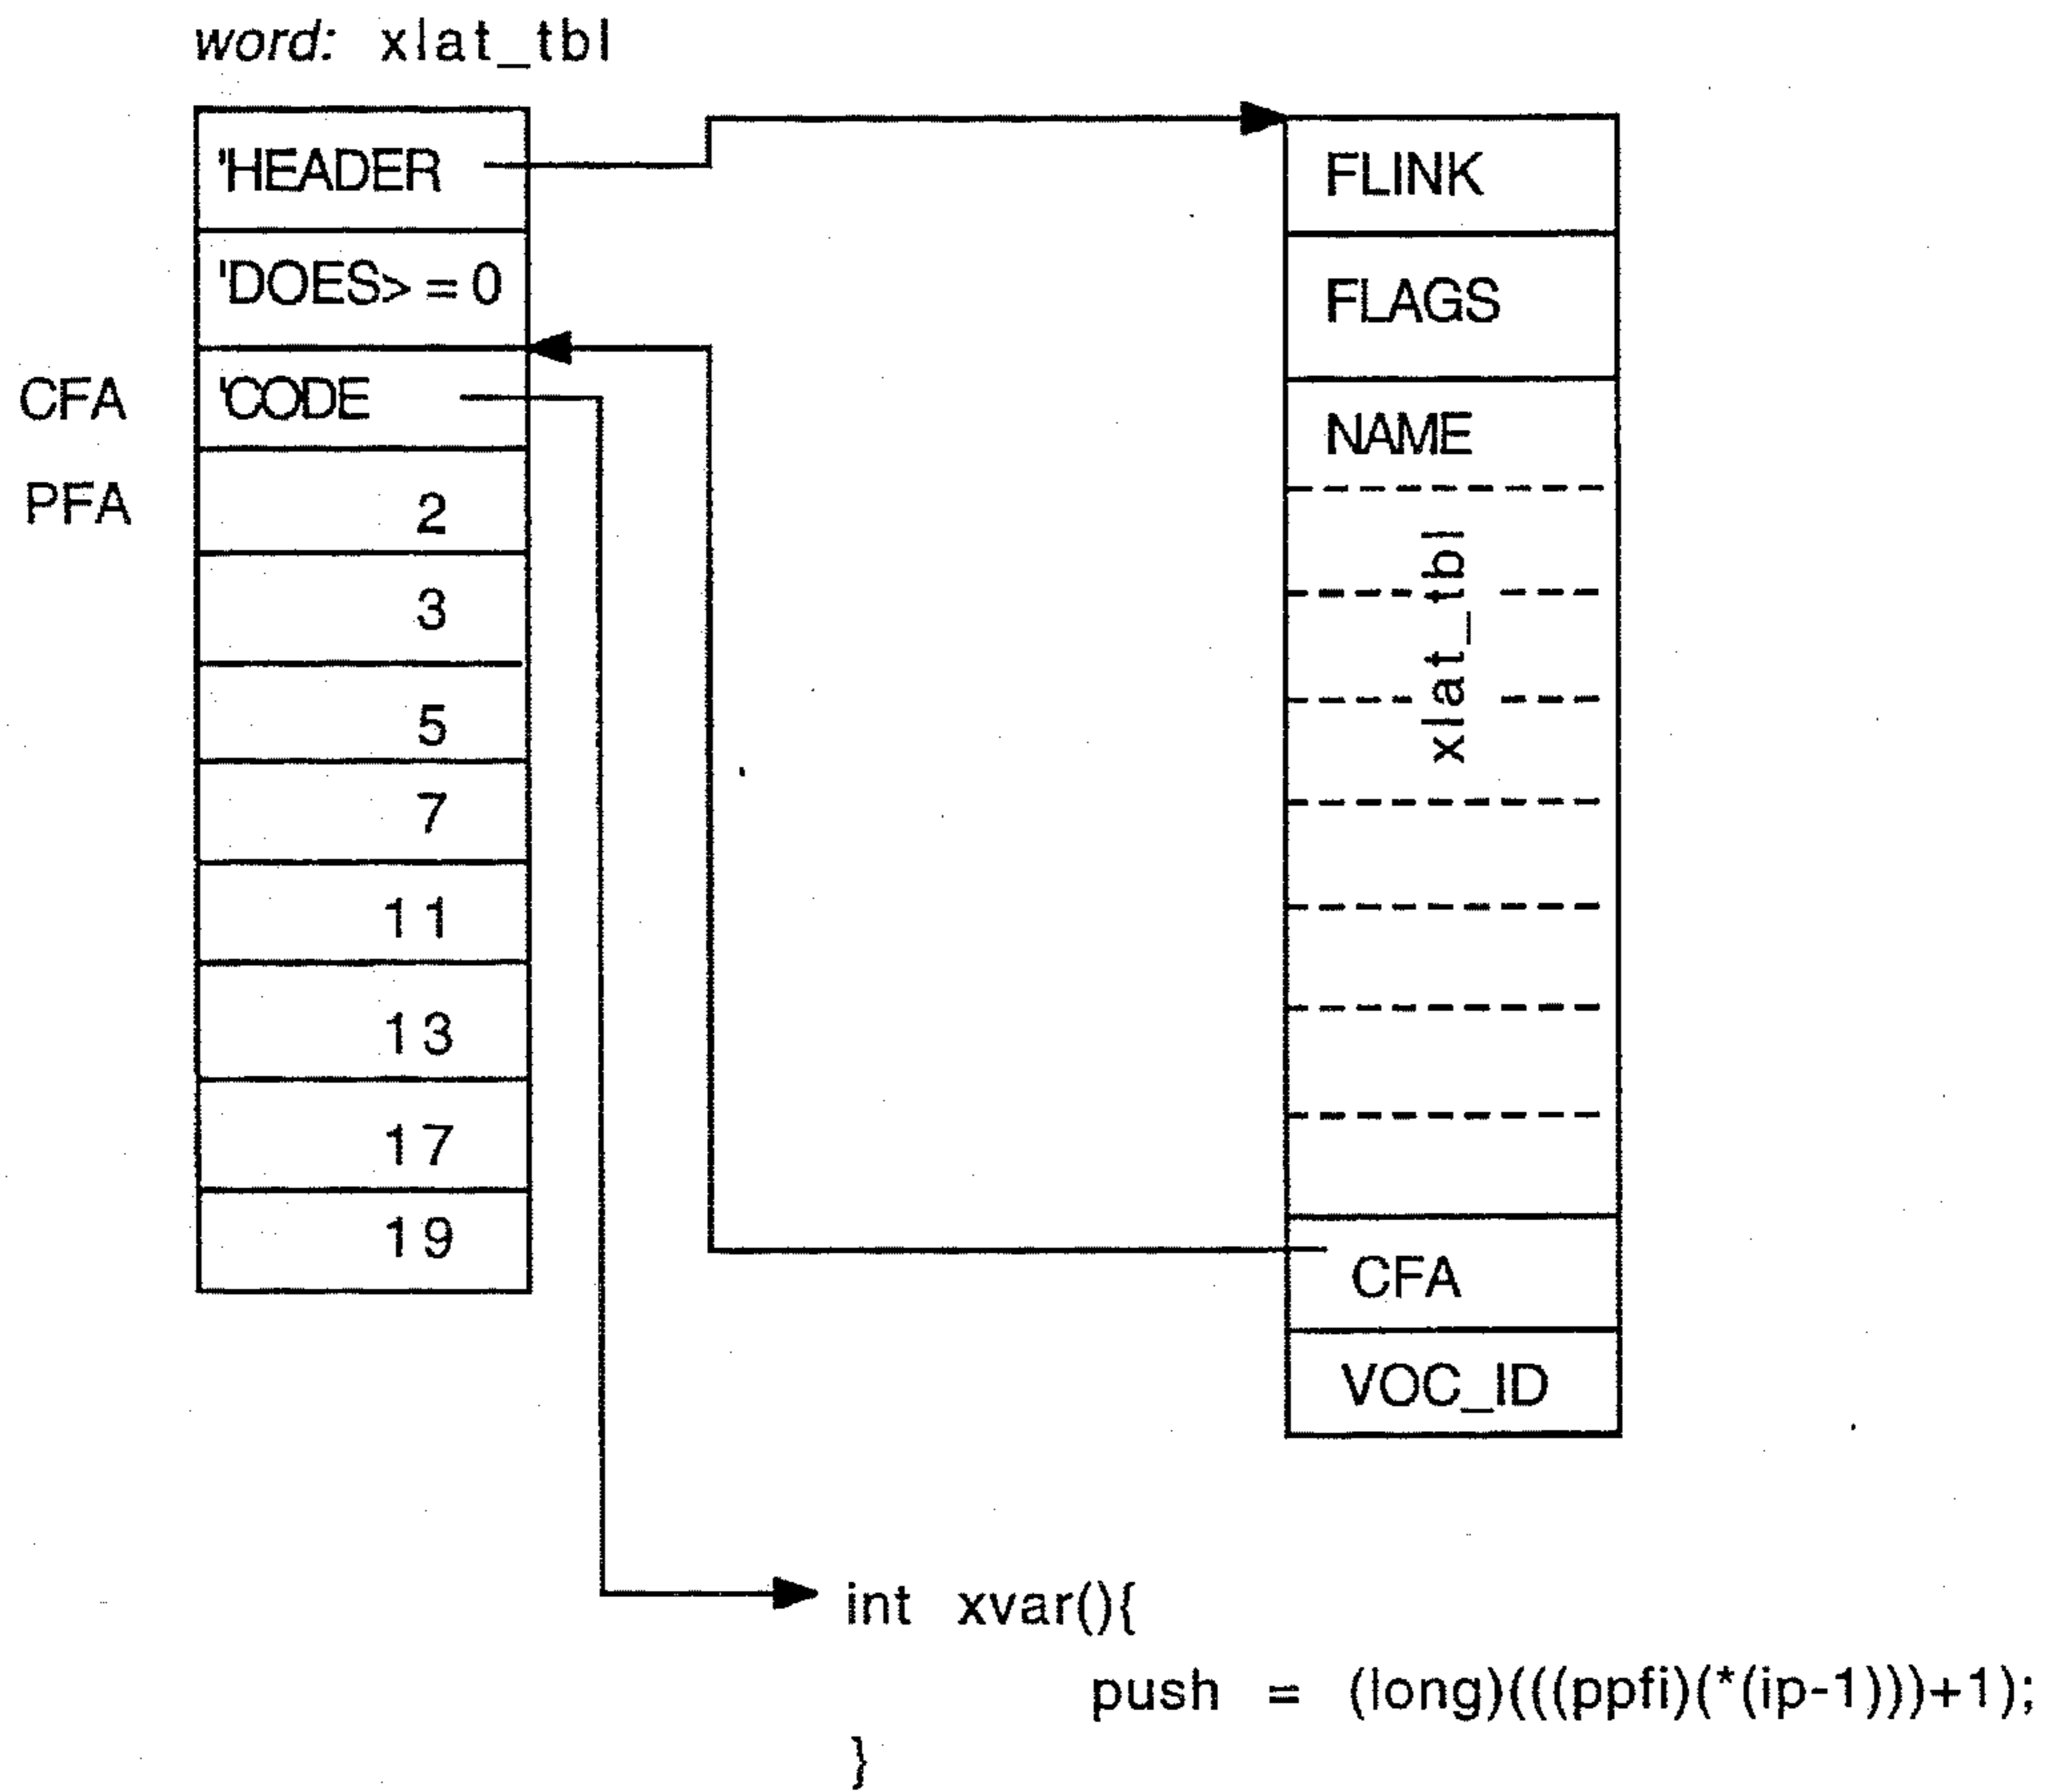 word: xlat_tbl
'HEADER
'DOES> = 0
CFA 'CODE
PFA 2
3
5
7
11
13
17
19
FLINK
FLAGS
NAME
xlat_tbl
CFA
VOC_ID
int xvar(){
push = (long)(((ppfi)(*(ip-1)))+1);
}